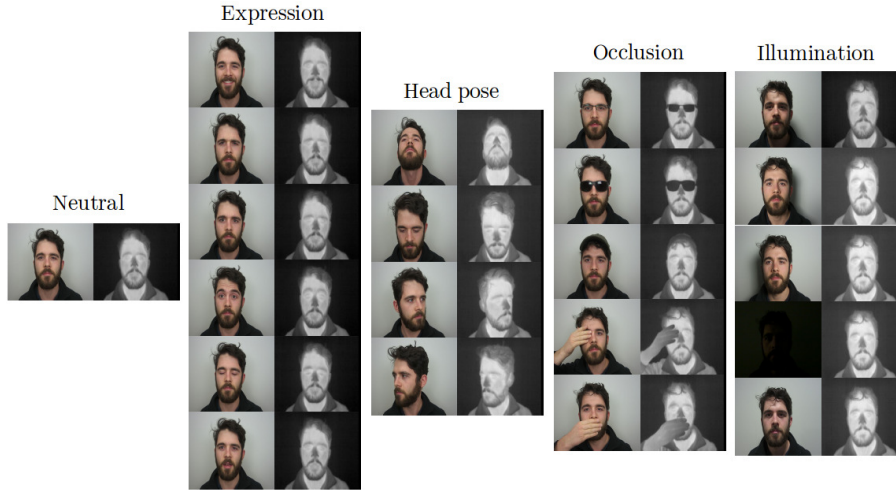 Neutral
Expression
Head pose
Occlusion
Illumination